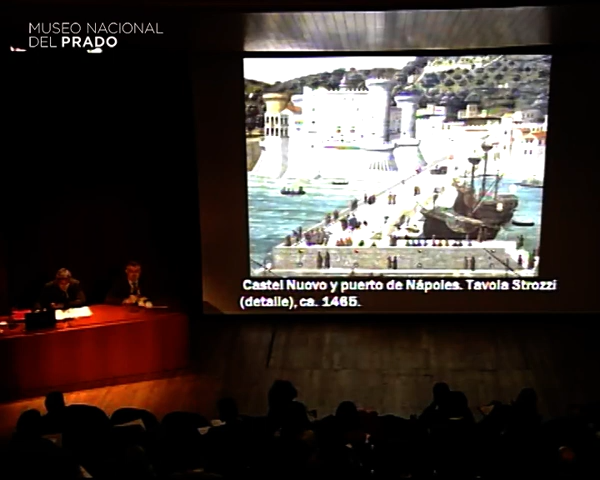 MUSEO NACIONAL
DEL PRADO
Castel Nuovo y puerto de Nápoles. Tavola Strozzi
(detalle), ca. 1465.